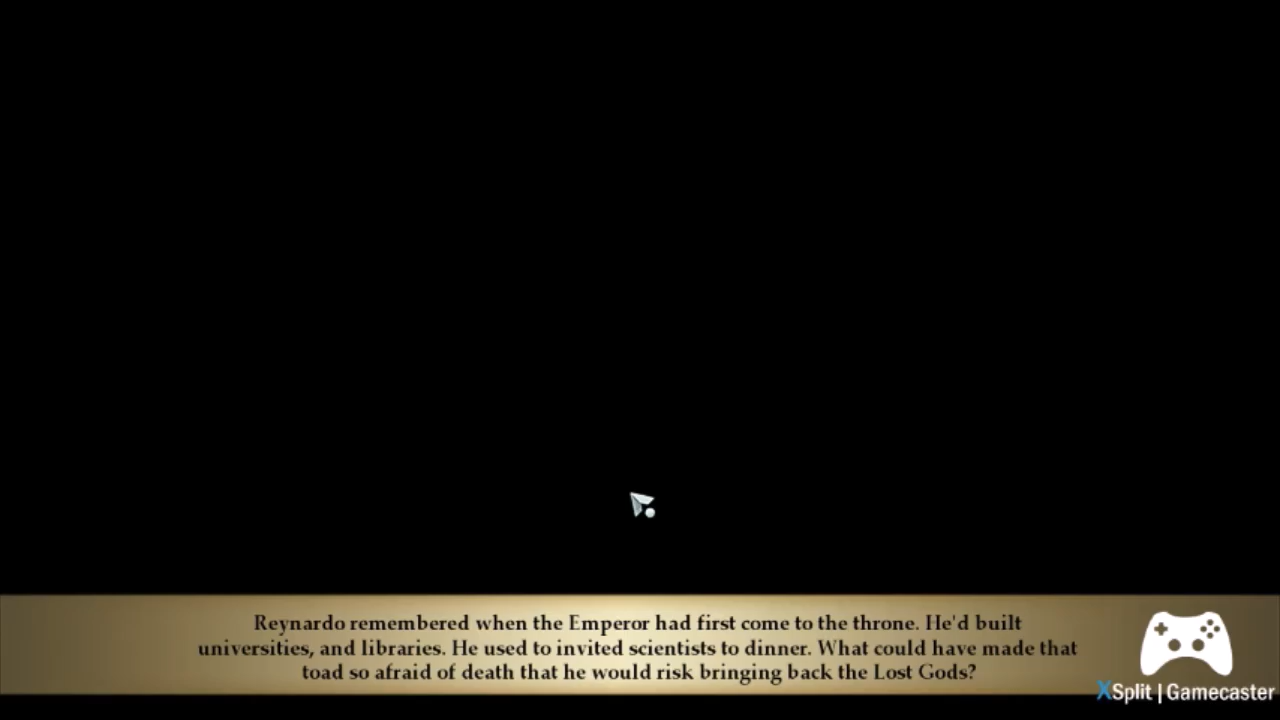 Reynardo remembered when the Emperor had first come to the throne. He'd built
universities, and libraries. He used to invited scientists to dinner. What could have made that
toad so afraid of death that he would risk bringing back the Lost Gods?
XSplit | Gamecaster